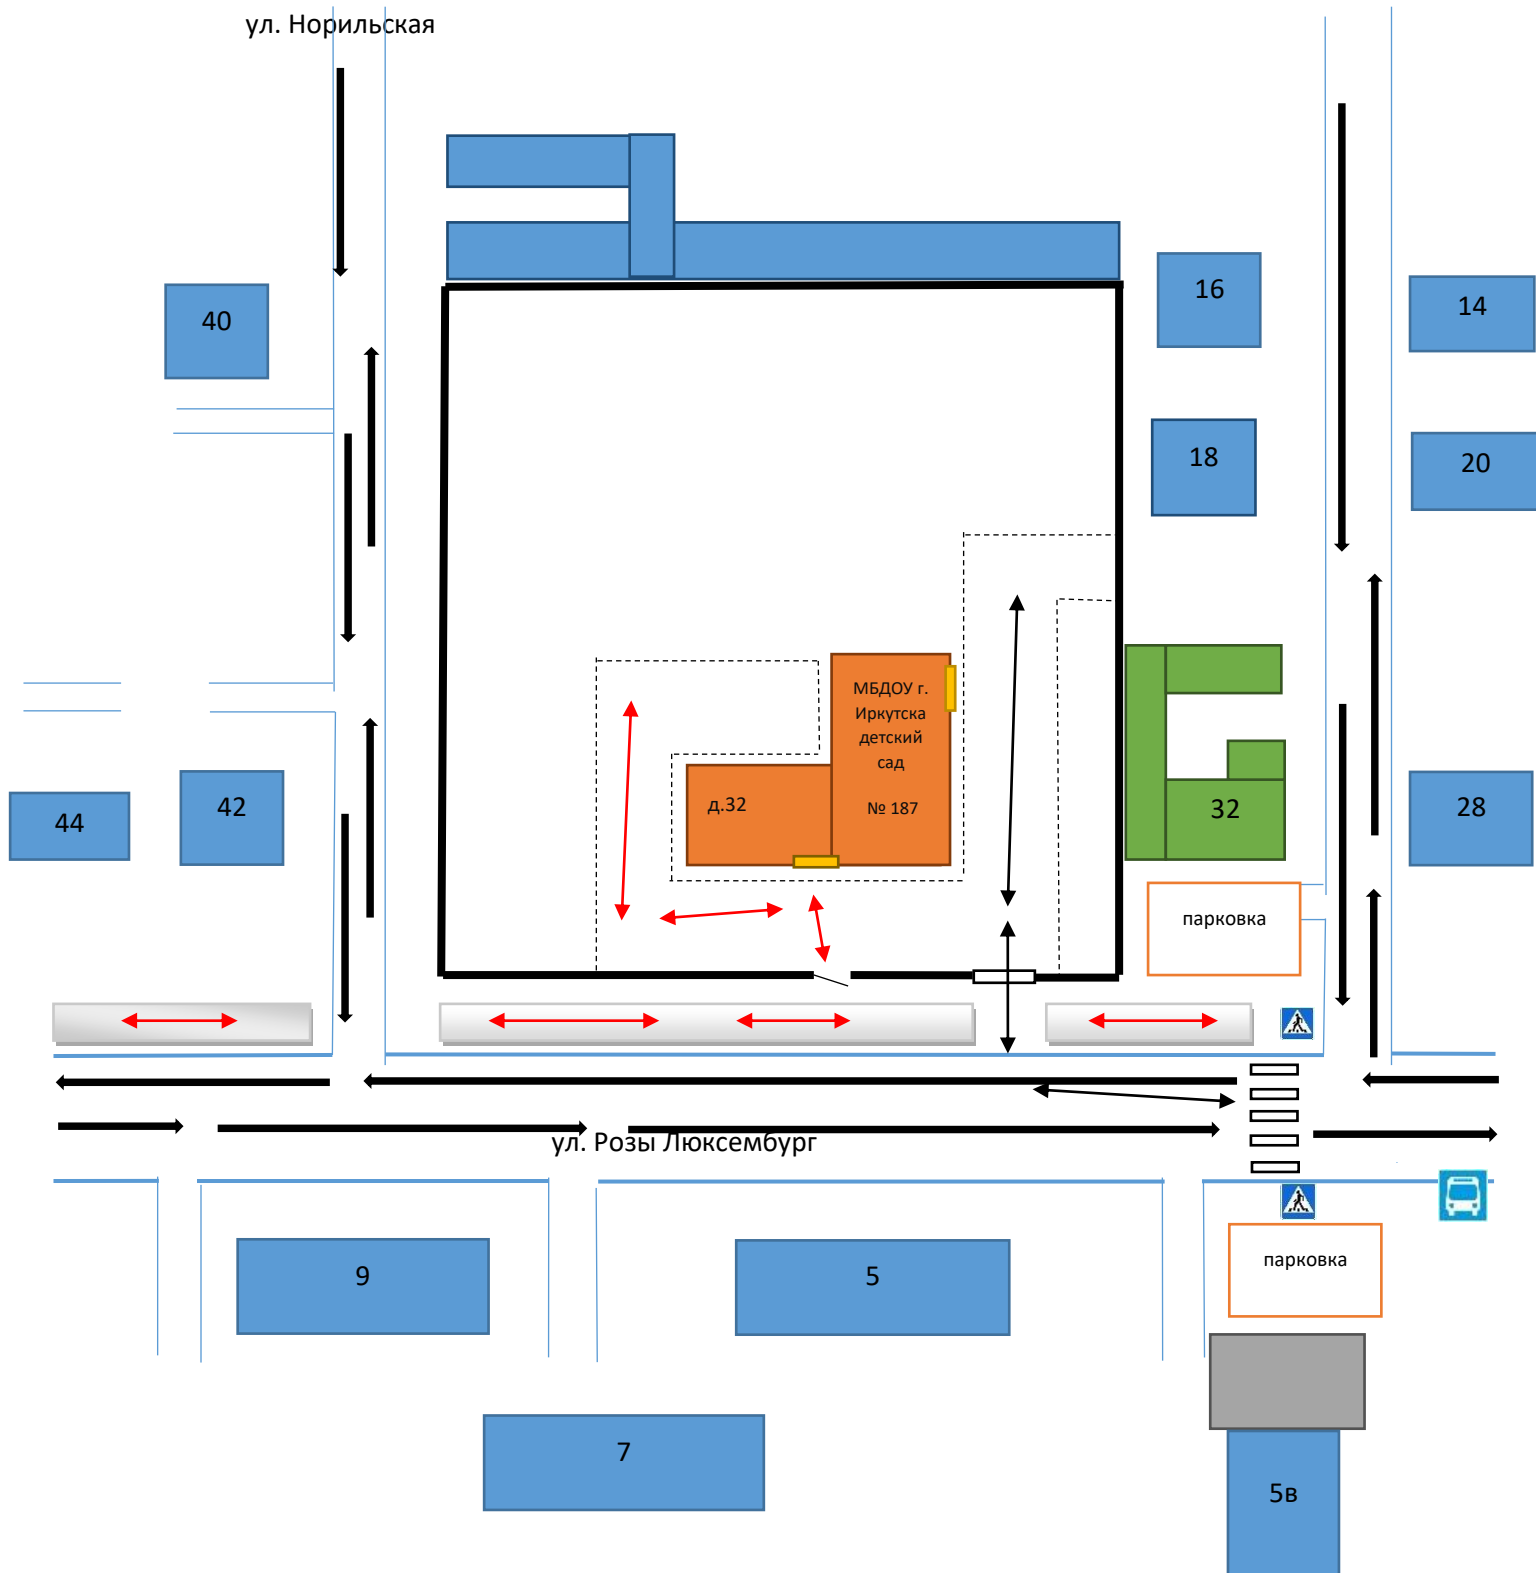 ул. Норильская
16
14
40
18
20
МБДОУ г.
Иркутска
детский
сад
№ 187
д.32
32
28
42
44
парковка
ул. Розы Люксембург
парковка
9
5
7
5в